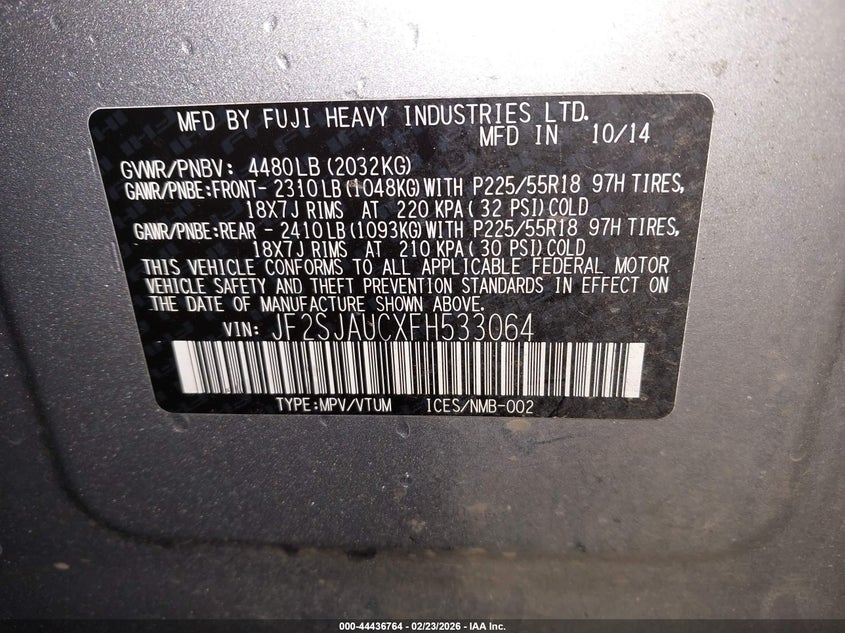 MFD BY FUJI HEAVY INDUSTRIES LTD.
MFD IN 10/14
GVWR/PNBV: 4480LB (2032KG)
GAWR/PNBE:FRONT- 2310LB (1048KG) WITH P225/55R18 97H TIRES,
18X7J RIMS AT 220 KPA ( 32 PSI) COLD
GAWR/PNBE:REAR - 2410LB (1093KG) WITH P225/55R18 97H TIRES,
18X7J RIMS AT 210 KPA ( 30 PSI) COLD
THIS VEHICLE CONFORMS TO ALL APPLICABLE FEDERAL MOTOR
VEHICLE SAFETY AND THEFT PREVENTION STANDARDS IN EFFECT ON
THE DATE OF MANUFACTURE SHOWN ABOVE.
VIN: JF2SJAUCXFH533064
TYPE:MPV/VTUM ICES/NMB-002
000-44436764 - 02/23/2026 - IAA Inc.